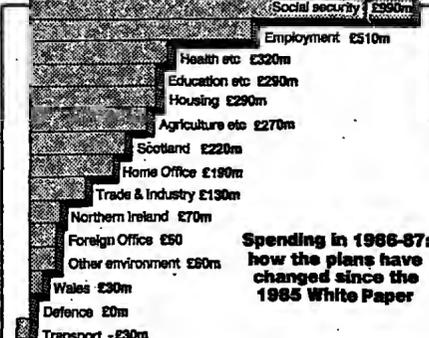 Social security £990m
Employment £510m
Health etc £320m
Education etc £290m
Housing £290m
Agriculture etc £270m
Scotland £220m
Home Office £190m
Trade & Industry £130m
Northern Ireland £70m
Foreign Office £50
Other environment £60m
Wales £30m
Defence £0m
Transport -£30m
Spending in 1986-87:
how the plans have
changed since the
1985 White Paper